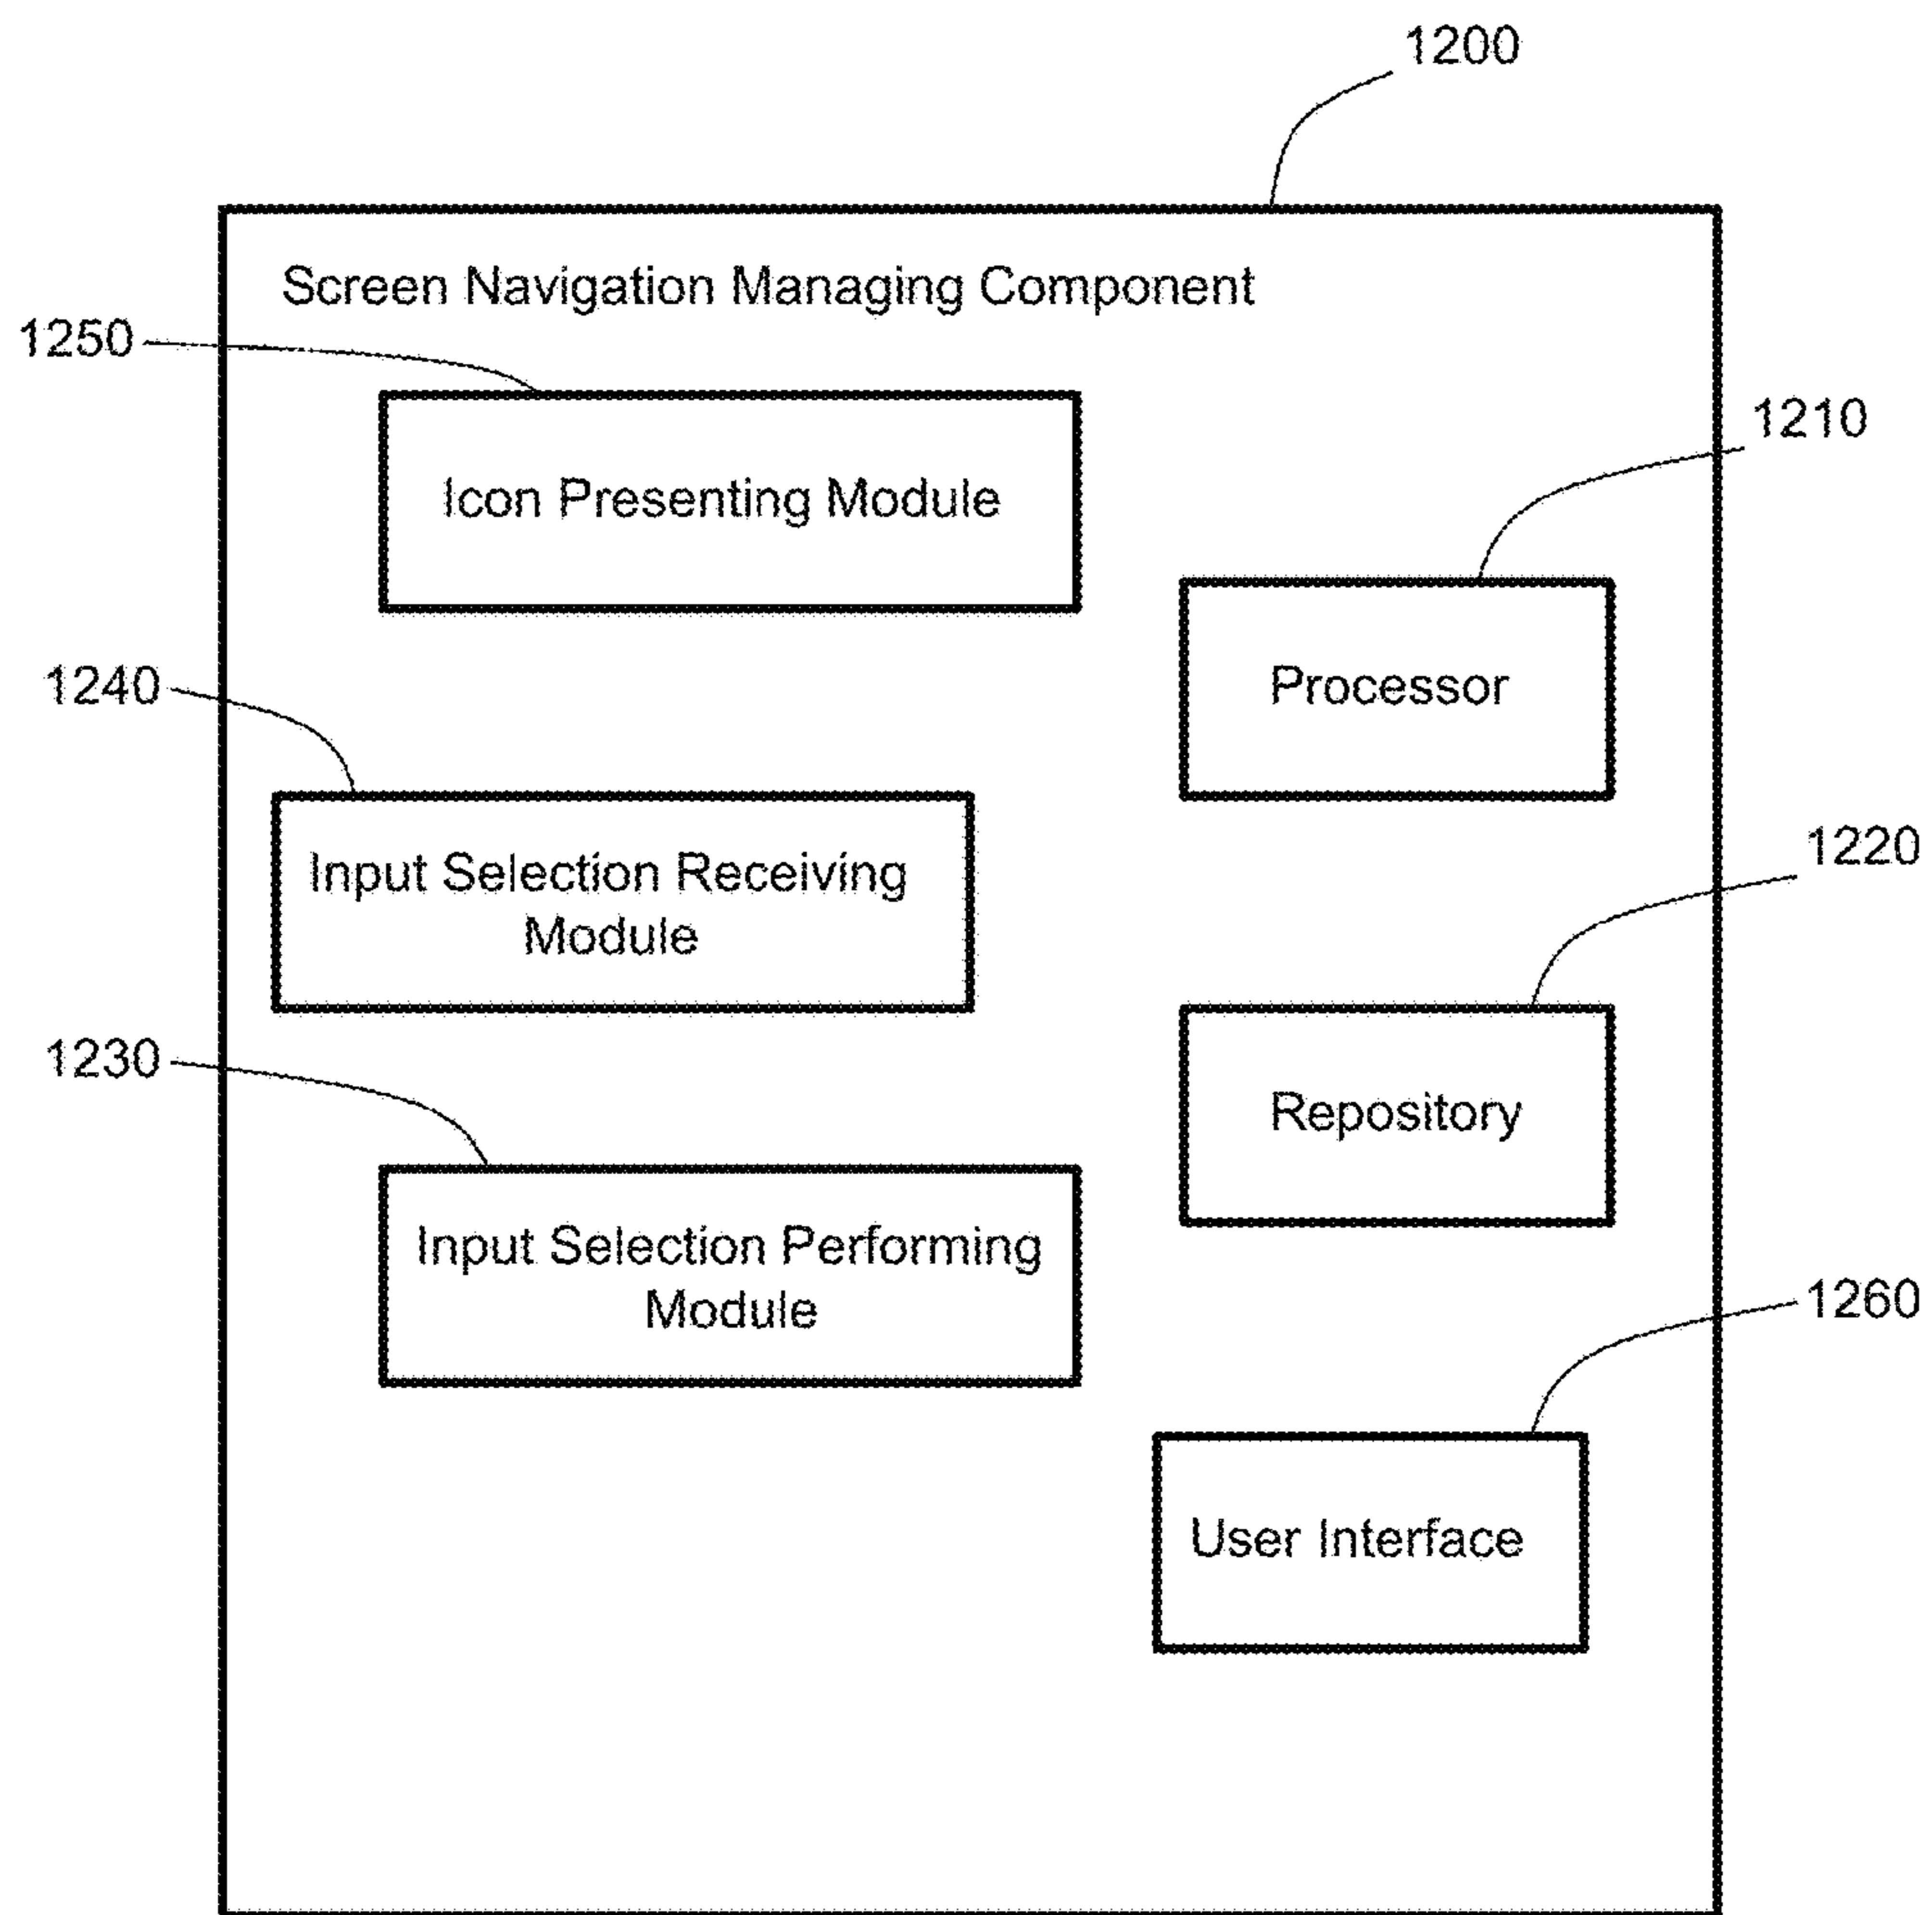 1200
Screen Navigation Managing Component
1250
Icon Presenting Module
1210
Processor
1240
Input Selection Receiving
Module
1220
Repository
1230
Input Selection Performing
Module
1260
User Interface